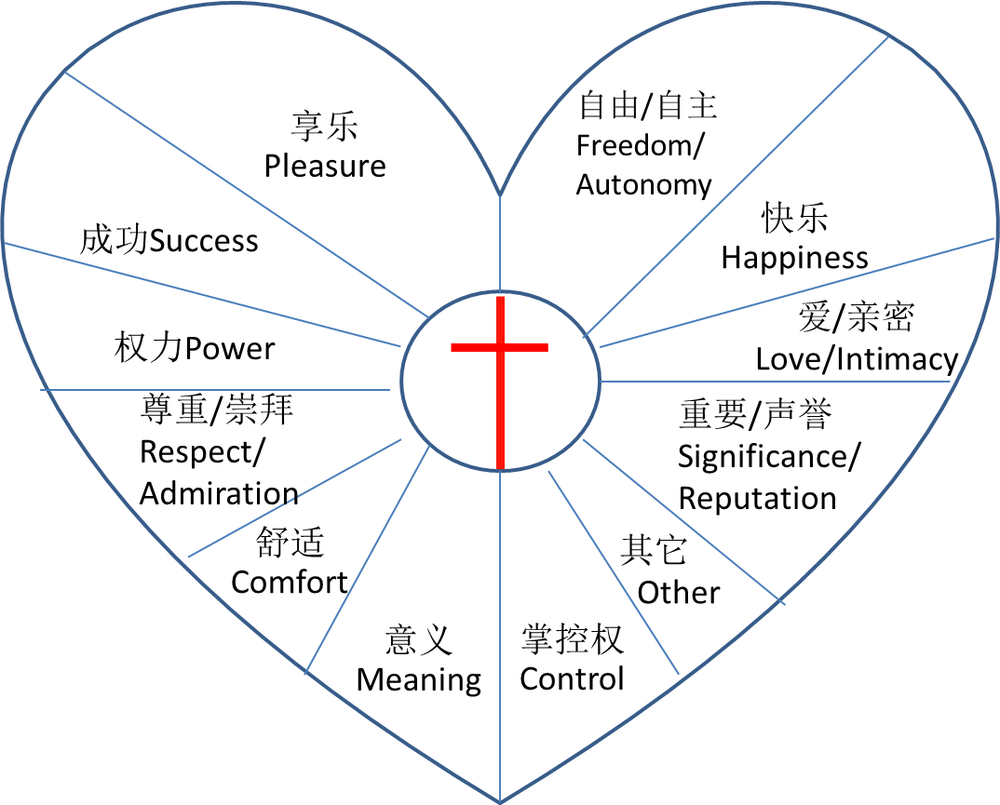 享乐
Pleasure
自由/自主
Freedom/
Autonomy
成功Success
快乐
Happiness
权力Power
爱/亲密
Love/Intimacy
尊重/崇拜
Respect/
Admiration
重要/声誉
Significance/
Reputation
舒适
Comfort
其它
Other
意义
Meaning
掌控权
Control